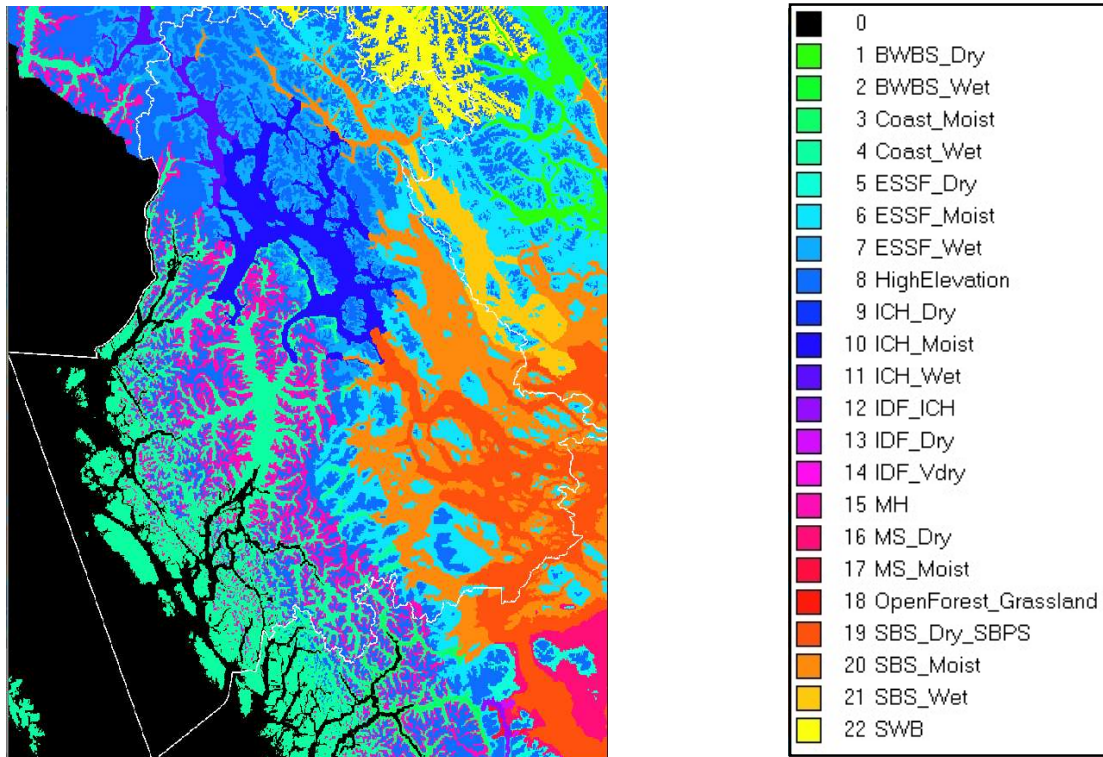 0
1 BWBS_Dry
2 BWBS_Wet
3 Coast_Moist
4 Coast_Wet
5 ESSF_Dry
6 ESSF_Moist
7 ESSF_Wet
8 HighElevation
9 ICH_Dry
10 ICH_Moist
11 ICH_Wet
12 IDF_ICH
13 IDF_Dry
14 IDF_Vdry
15 MH
16 MS_Dry
17 MS_Moist
18 OpenForest_Grassland
19 SBS_Dry_SBPS
20 SBS_Moist
21 SBS_Wet
22 SWB